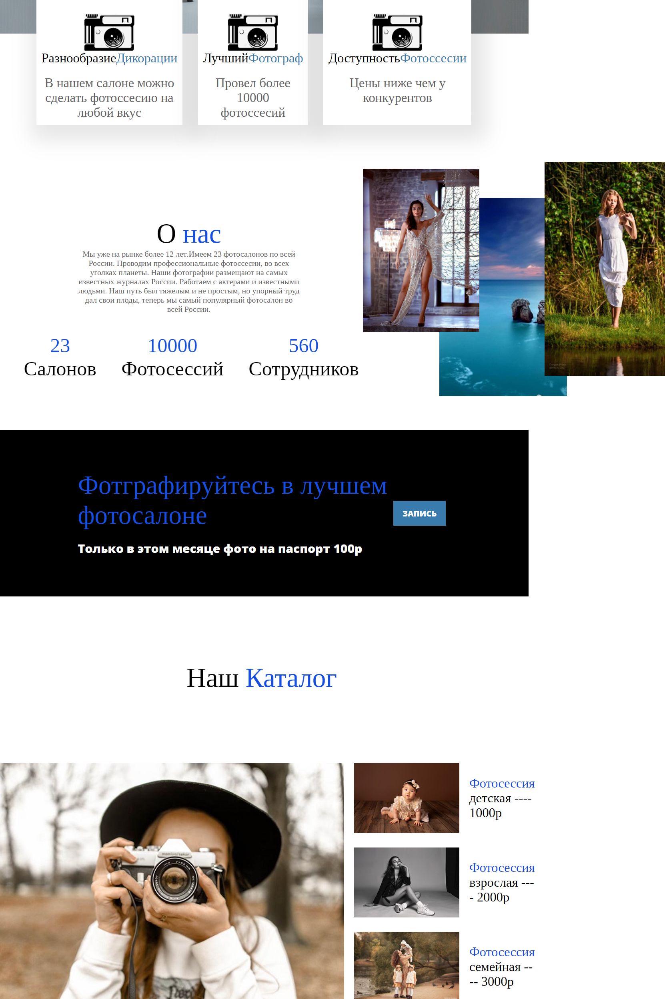 РазнообразиеДикорации
В нашем салоне можно
сделать фотоссесию на
любой вкус
ЛучшийФотограф
Провел более
10000
фотоссесий
ДоступностьФотоссесии
Цены ниже чем у
конкурентов
О нас
Мы уже на рынке более 12 лет.Имеем 23 фотосалонов по всей
России. Проводим профессиональные фотоссесии, во всех
уголках планеты. Наши фотографии размещают на самых
известных журналах России. Работаем с актерами и известными
людьми. Наш путь был тяжелым и не простым, но упорный труд
дал свои плоды, теперь мы самый популярный фотосалон во
всей России.
23
Салонов
10000
Фотосессий
560
Сотрудников
Фотграфируйтесь в лучшем
фотосалоне
Только в этом месяце фото на паспорт 100р
ЗАПИСЬ
Наш Каталог
mamiya/sekor
Фотосессия
детская ----
1000р
Фотосессия
взрослая ---
- 2000р
Фотосессия
семейная --
-- 3000р